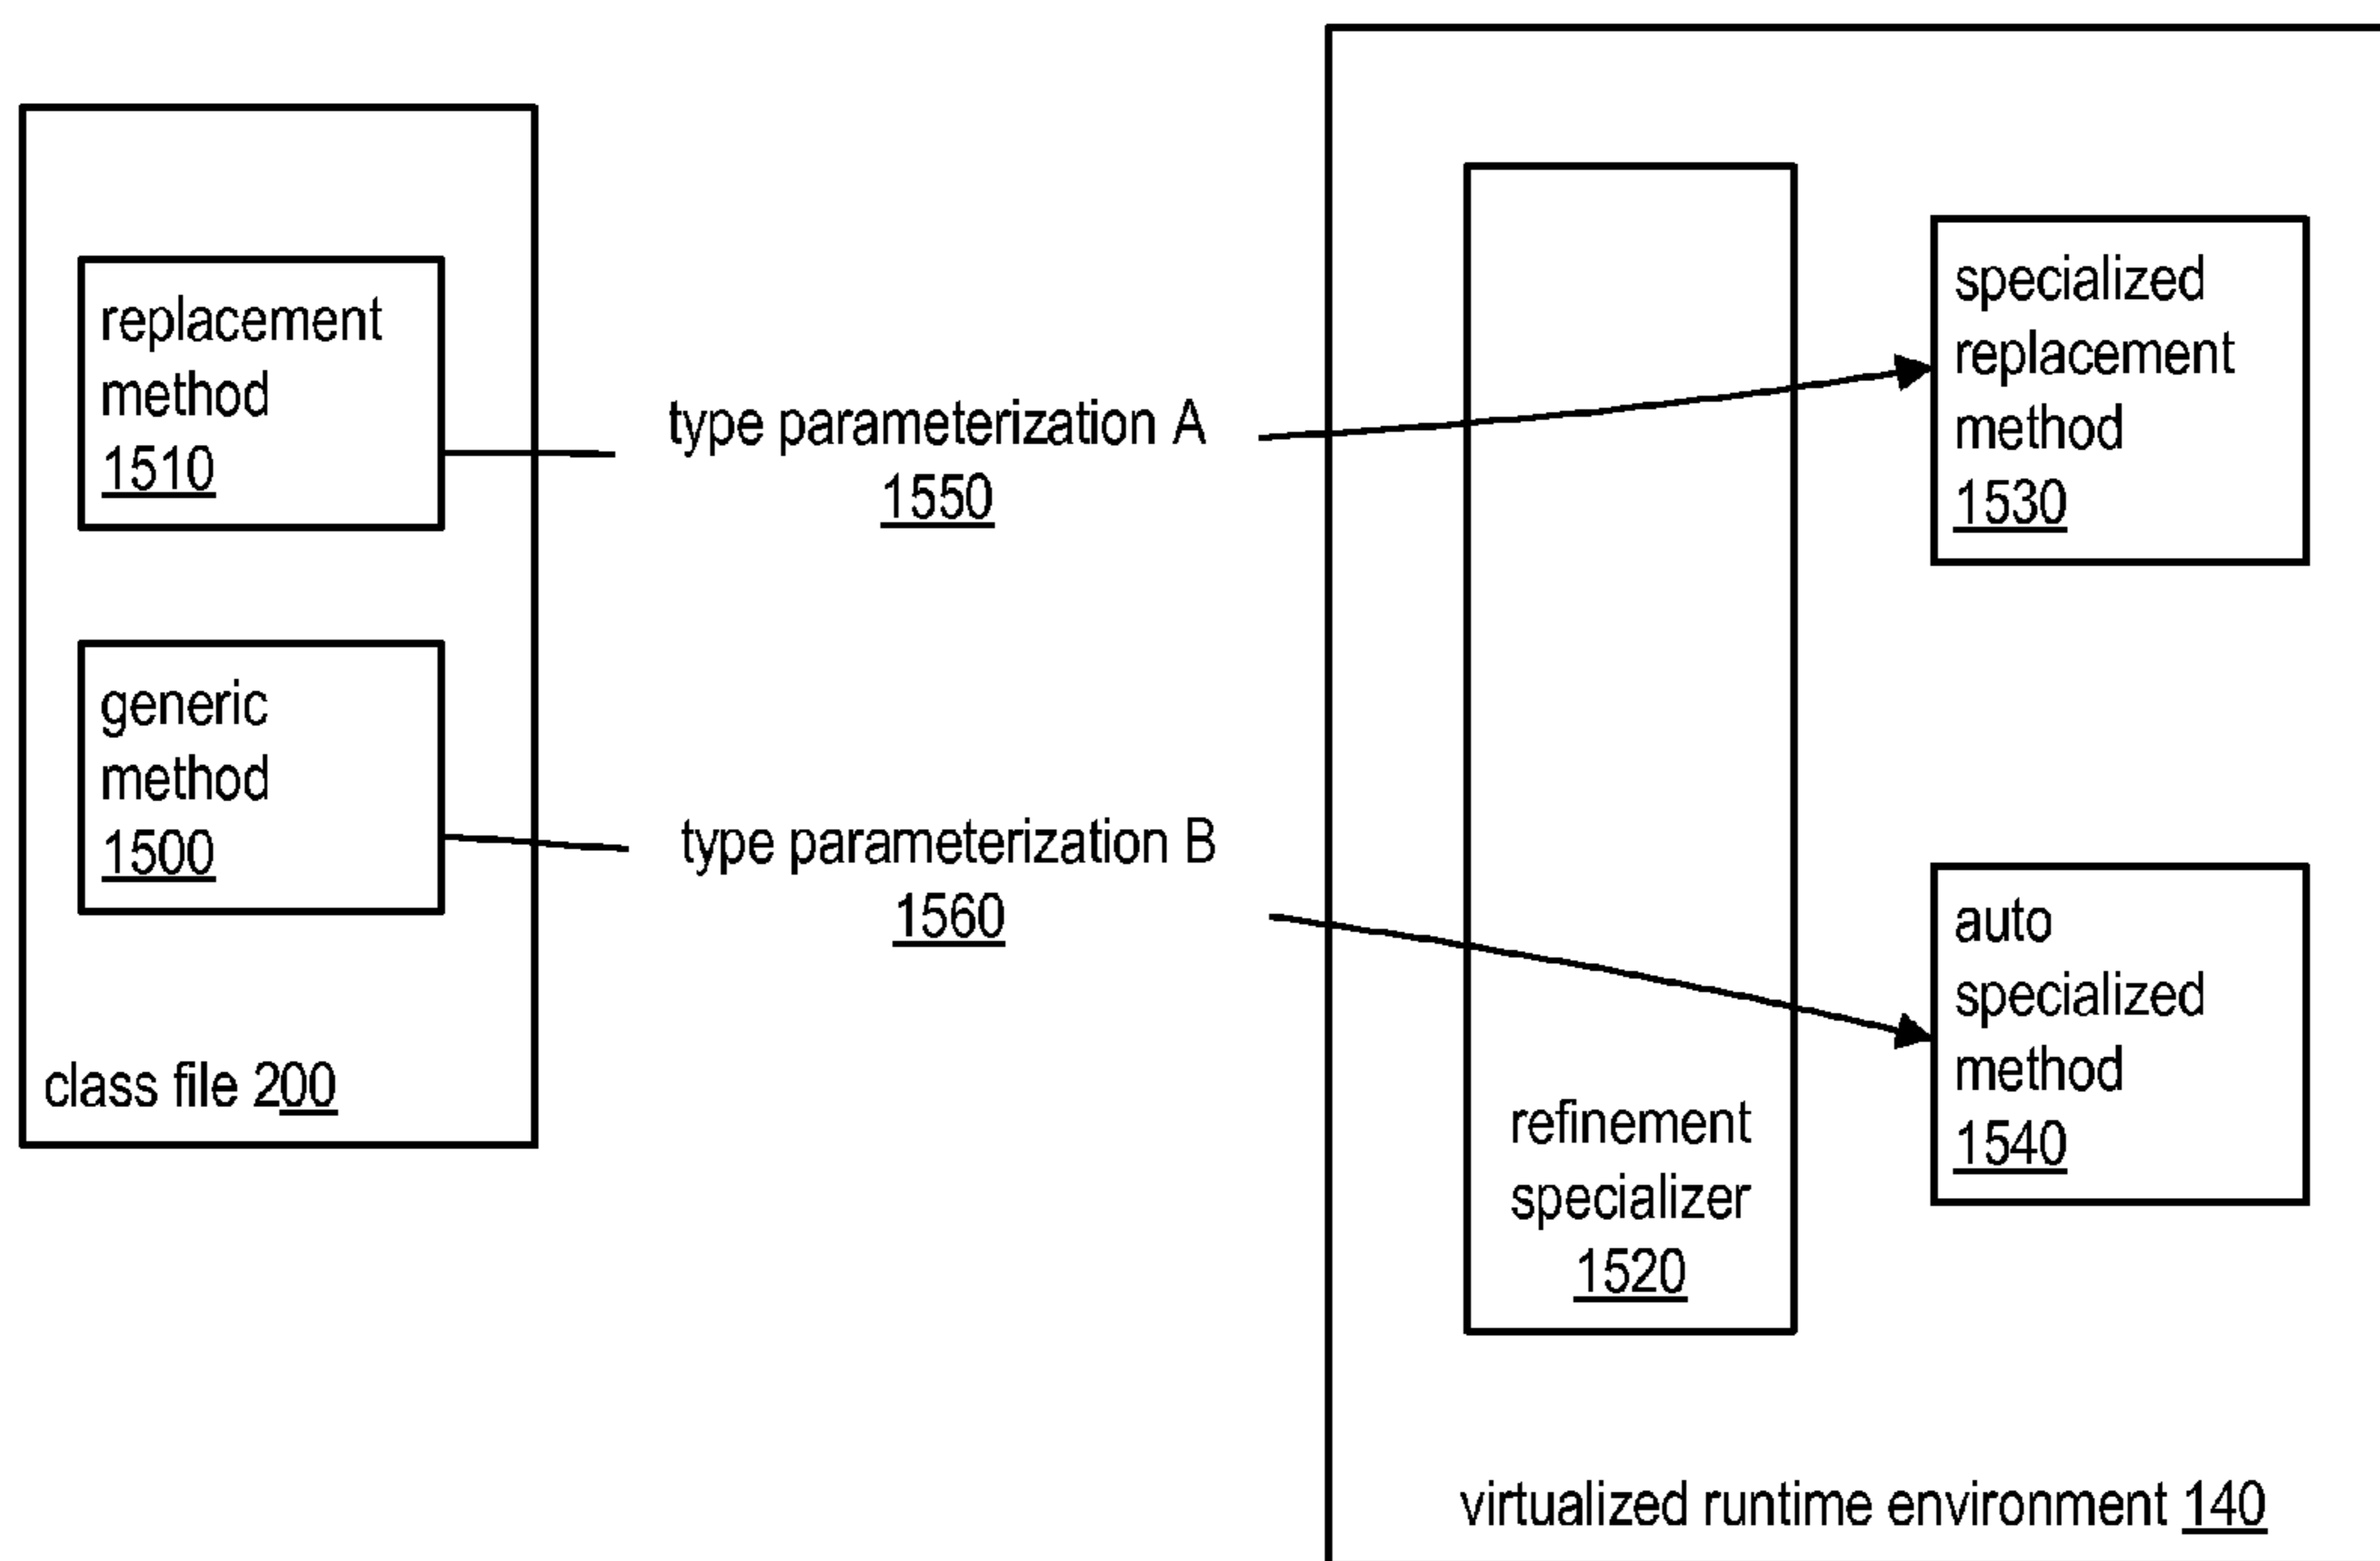 replacement
method
1510
generic
method
1500
class file 200
type parameterization A
1550
type parameterization B
1560
refinement
specializer
1520
specialized
replacement
method
1530
auto
specialized
method
1540
virtualized runtime environment 140